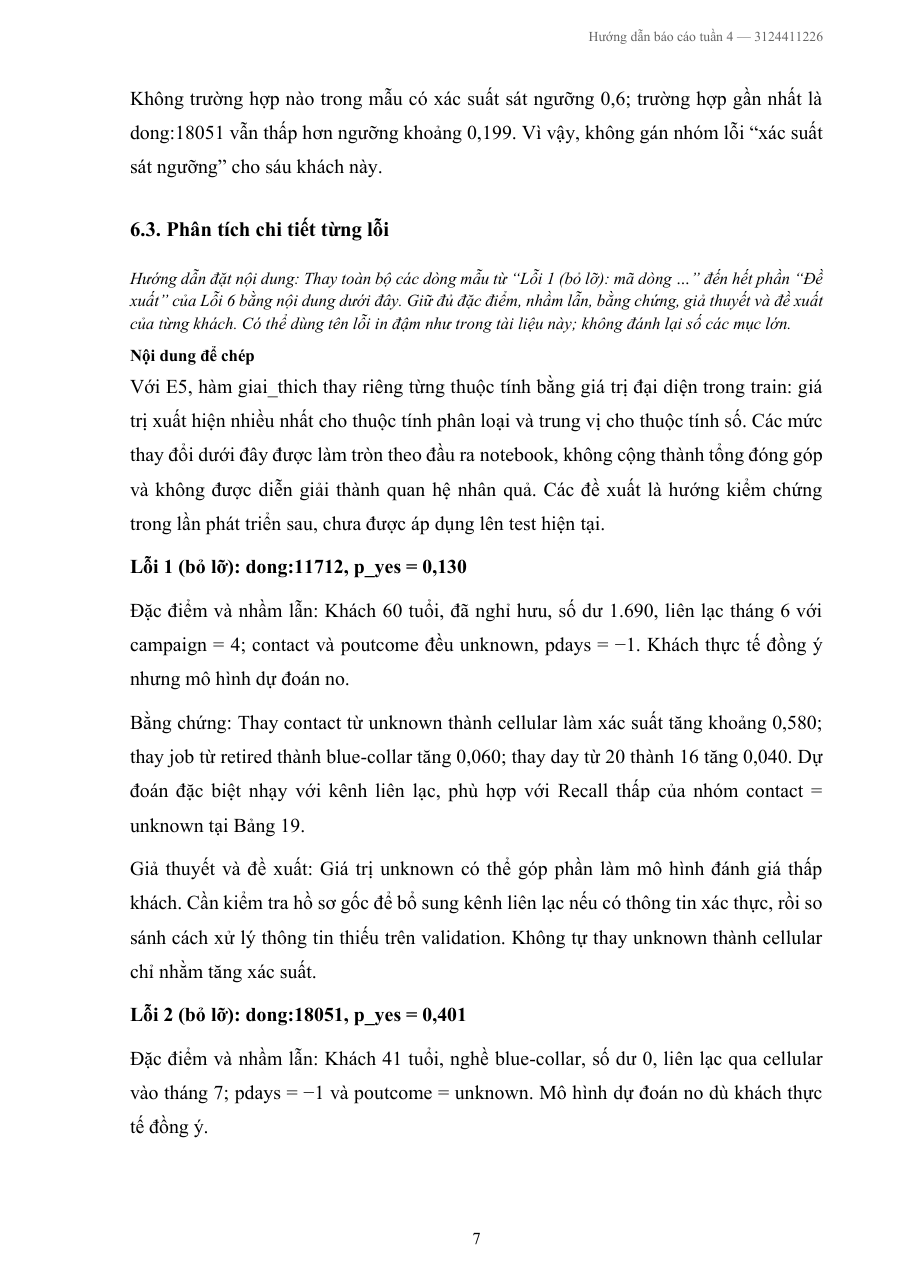 Hướng dẫn báo cáo tuần 4 — 3124411226
Không trường hợp nào trong mẫu có xác suất sát ngưỡng 0,6; trường hợp gần nhất là
dong:18051 vẫn thấp hơn ngưỡng khoảng 0,199. Vì vậy, không gán nhóm lỗi “xác suất
sát ngưỡng” cho sáu khách này.
6.3. Phân tích chi tiết từng lỗi
Hướng dẫn đặt nội dung: Thay toàn bộ các dòng mẫu từ “Lỗi 1 (bỏ lỡ): mã dòng ...” đến hết phần “Đề
xuất” của Lỗi 6 bằng nội dung dưới đây. Giữ đủ đặc điểm, nhầm lẫn, bằng chứng, giả thuyết và đề xuất
của từng khách. Có thể dùng tên lỗi in đậm như trong tài liệu này; không đánh lại số các mục lớn.
Nội dung để chép
Với E5, hàm giai_thich thay riêng từng thuộc tính bằng giá trị đại diện trong train: giá
trị xuất hiện nhiều nhất cho thuộc tính phân loại và trung vị cho thuộc tính số. Các mức
thay đổi dưới đây được làm tròn theo đầu ra notebook, không cộng thành tổng đóng góp
và không được diễn giải thành quan hệ nhân quả. Các đề xuất là hướng kiểm chứng
trong lần phát triển sau, chưa được áp dụng lên test hiện tại.
Lỗi 1 (bỏ lỡ): dong:11712, p_yes = 0,130
Đặc điểm và nhầm lẫn: Khách 60 tuổi, đã nghỉ hưu, số dư 1.690, liên lạc tháng 6 với
campaign = 4; contact và poutcome đều unknown, pdays = −1. Khách thực tế đồng ý
nhưng mô hình dự đoán no.
Bằng chứng: Thay contact từ unknown thành cellular làm xác suất tăng khoảng 0,580;
thay job từ retired thành blue-collar tăng 0,060; thay day từ 20 thành 16 tăng 0,040. Dự
đoán đặc biệt nhạy với kênh liên lạc, phù hợp với Recall thấp của nhóm contact =
unknown tại Bảng 19.
Giả thuyết và đề xuất: Giá trị unknown có thể góp phần làm mô hình đánh giá thấp
khách. Cần kiểm tra hồ sơ gốc để bổ sung kênh liên lạc nếu có thông tin xác thực, rồi so
sánh cách xử lý thông tin thiếu trên validation. Không tự thay unknown thành cellular
chỉ nhằm tăng xác suất.
Lỗi 2 (bỏ lỡ): dong:18051, p_yes = 0,401
Đặc điểm và nhầm lẫn: Khách 41 tuổi, nghề blue-collar, số dư 0, liên lạc qua cellular
vào tháng 7; pdays = −1 và poutcome = unknown. Mô hình dự đoán no dù khách thực
tế đồng ý.
7